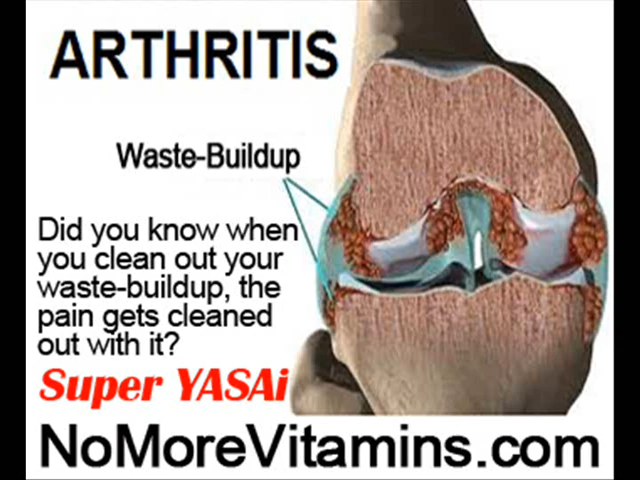 ARTHRITIS
Waste-Buildup
Did you know when
you clean out your
waste-buildup, the
pain gets cleaned
out with it?
Super YASAi
NoMoreVitamins.com